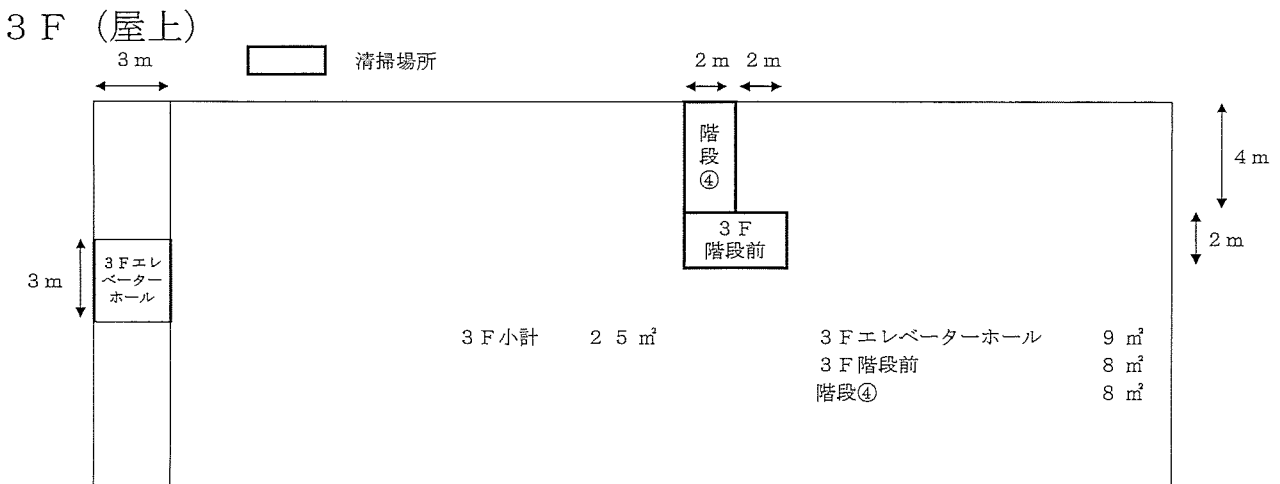 ３Ｆ（屋上）
３ｍ
清掃場所
２ｍ ２ｍ
階段④
４ｍ
３Ｆ
階段前
２ｍ
３ｍ
３Ｆエレ
ベーター
ホール
３Ｆ小計 ２５㎡
３Ｆエレベーターホール ９㎡
３Ｆ階段前 ８㎡
階段④ ８㎡